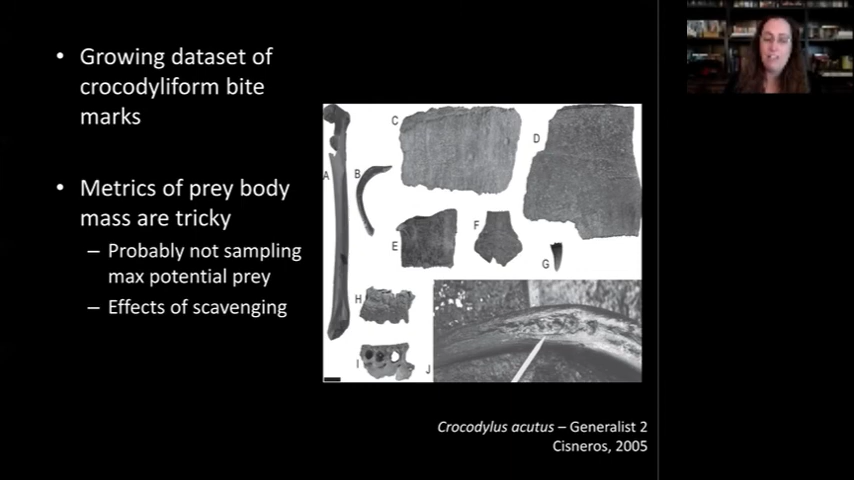 • Growing dataset of
crocodyliform bite
marks
• Metrics of prey body
mass are tricky
– Probably not sampling
max potential prey
– Effects of scavenging
A
B
C
D
E
F
G
H
I
J
Crocodylus acutus – Generalist 2
Cisneros, 2005